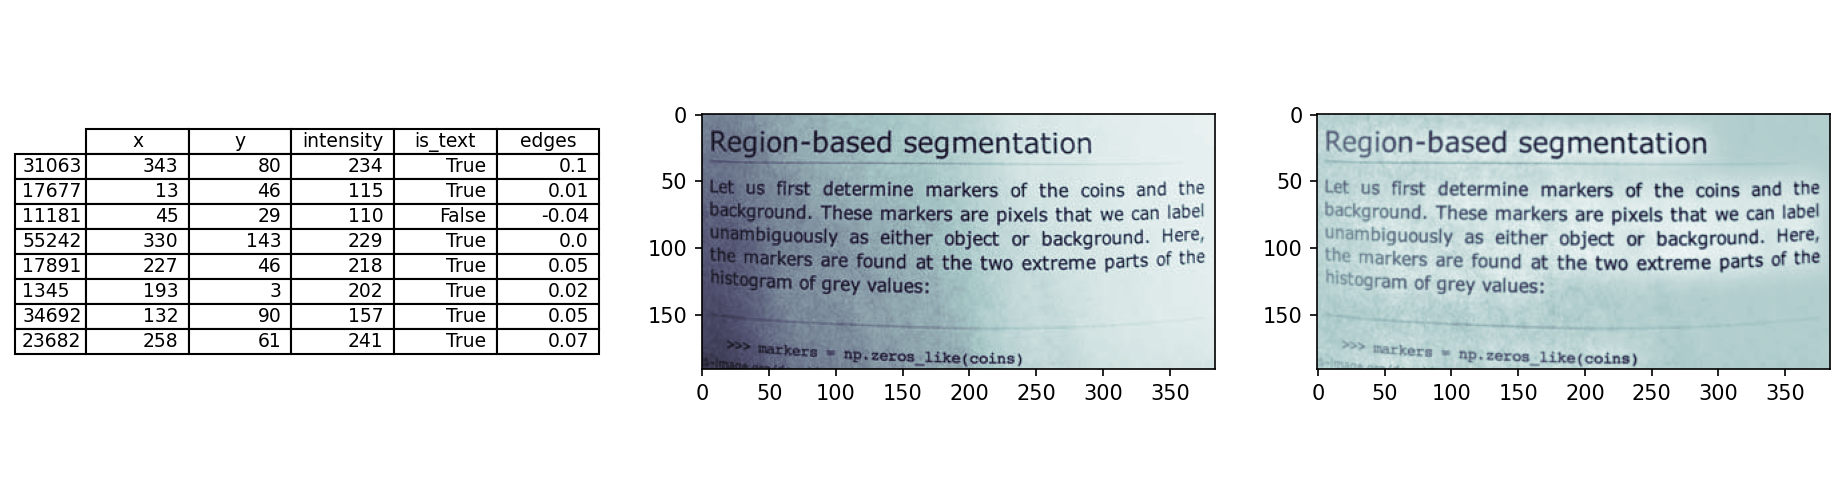 x y intensity is_text edges
31063 343 80 234 True 0.1
17677 13 46 115 True 0.01
11181 45 29 110 False -0.04
55242 330 143 229 True 0.0
17891 227 46 218 True 0.05
1345 193 3 202 True 0.02
34692 132 90 157 True 0.05
23682 258 61 241 True 0.07
0
50
100
150
Region-based segmentation
Let us first determine markers of the coins and the
background. These markers are pixels that we can label
unambiguously as either object or background. Here,
the markers are found at the two extreme parts of the
histogram of grey values:
>>> markers = np.zeros_like(coins)
0 50 100 150 200 250 300 350
0
50
100
150
Region-based segmentation
Let us first determine markers of the coins and the
background. These markers are pixels that we can label
unambiguously as either object or background. Here,
the markers are found at the two extreme parts of the
histogram of grey values:
>>> markers = np.zeros_like(coins)
0 50 100 150 200 250 300 350